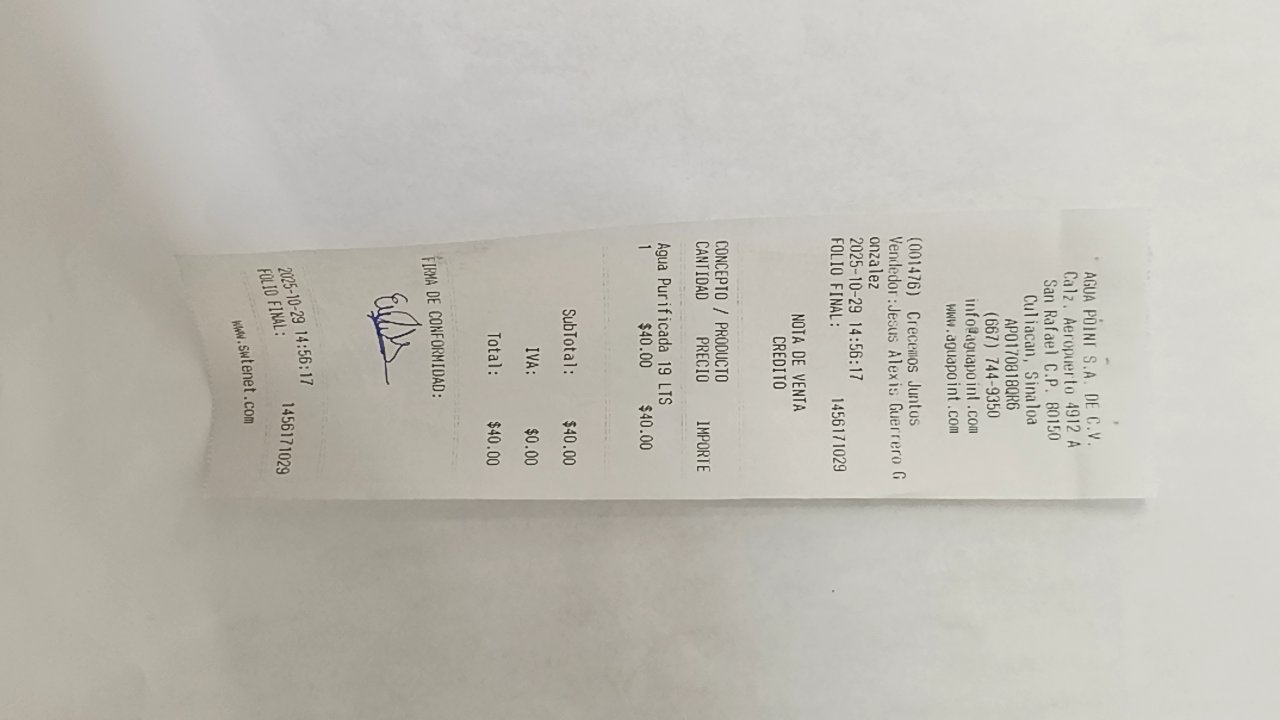 AGUA POINT S.A. DE C.V.
Calz. Aeropuerto 4912 A
San Rafael C.P. 80150
Culiacan, Sinaloa
APO170818QR6
(667) 744-9350
info@aguapoint.com
www.aguapoint.com
(001476) Crecemos Juntos
Vendedor:Jesus Alexis Guerrero G
onzalez
2025-10-29 14:56:17
FOLIO FINAL: 1456171029
NOTA DE VENTA
CREDITO
CONCEPTO / PRODUCTO
CANTIDAD PRECIO IMPORTE
Agua Purificada 19 LTS
1 $40.00 $40.00
SubTotal: $40.00
IVA: $0.00
Total: $40.00
FIRMA DE CONFORMIDAD:
2025-10-29 14:56:17
FOLIO FINAL: 1456171029
www.swtenet.com